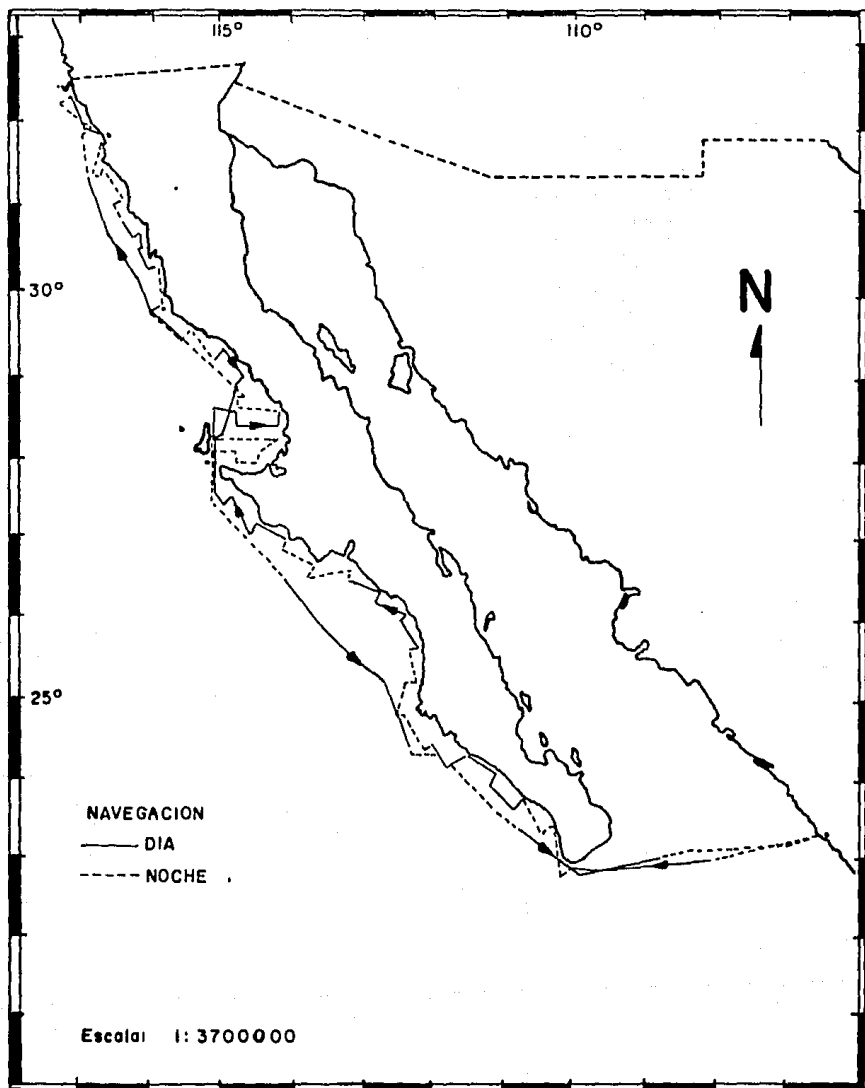 115° 110°
30°
N
25°
NAVEGACION
DIA
NOCHE
Escala: 1:3700000